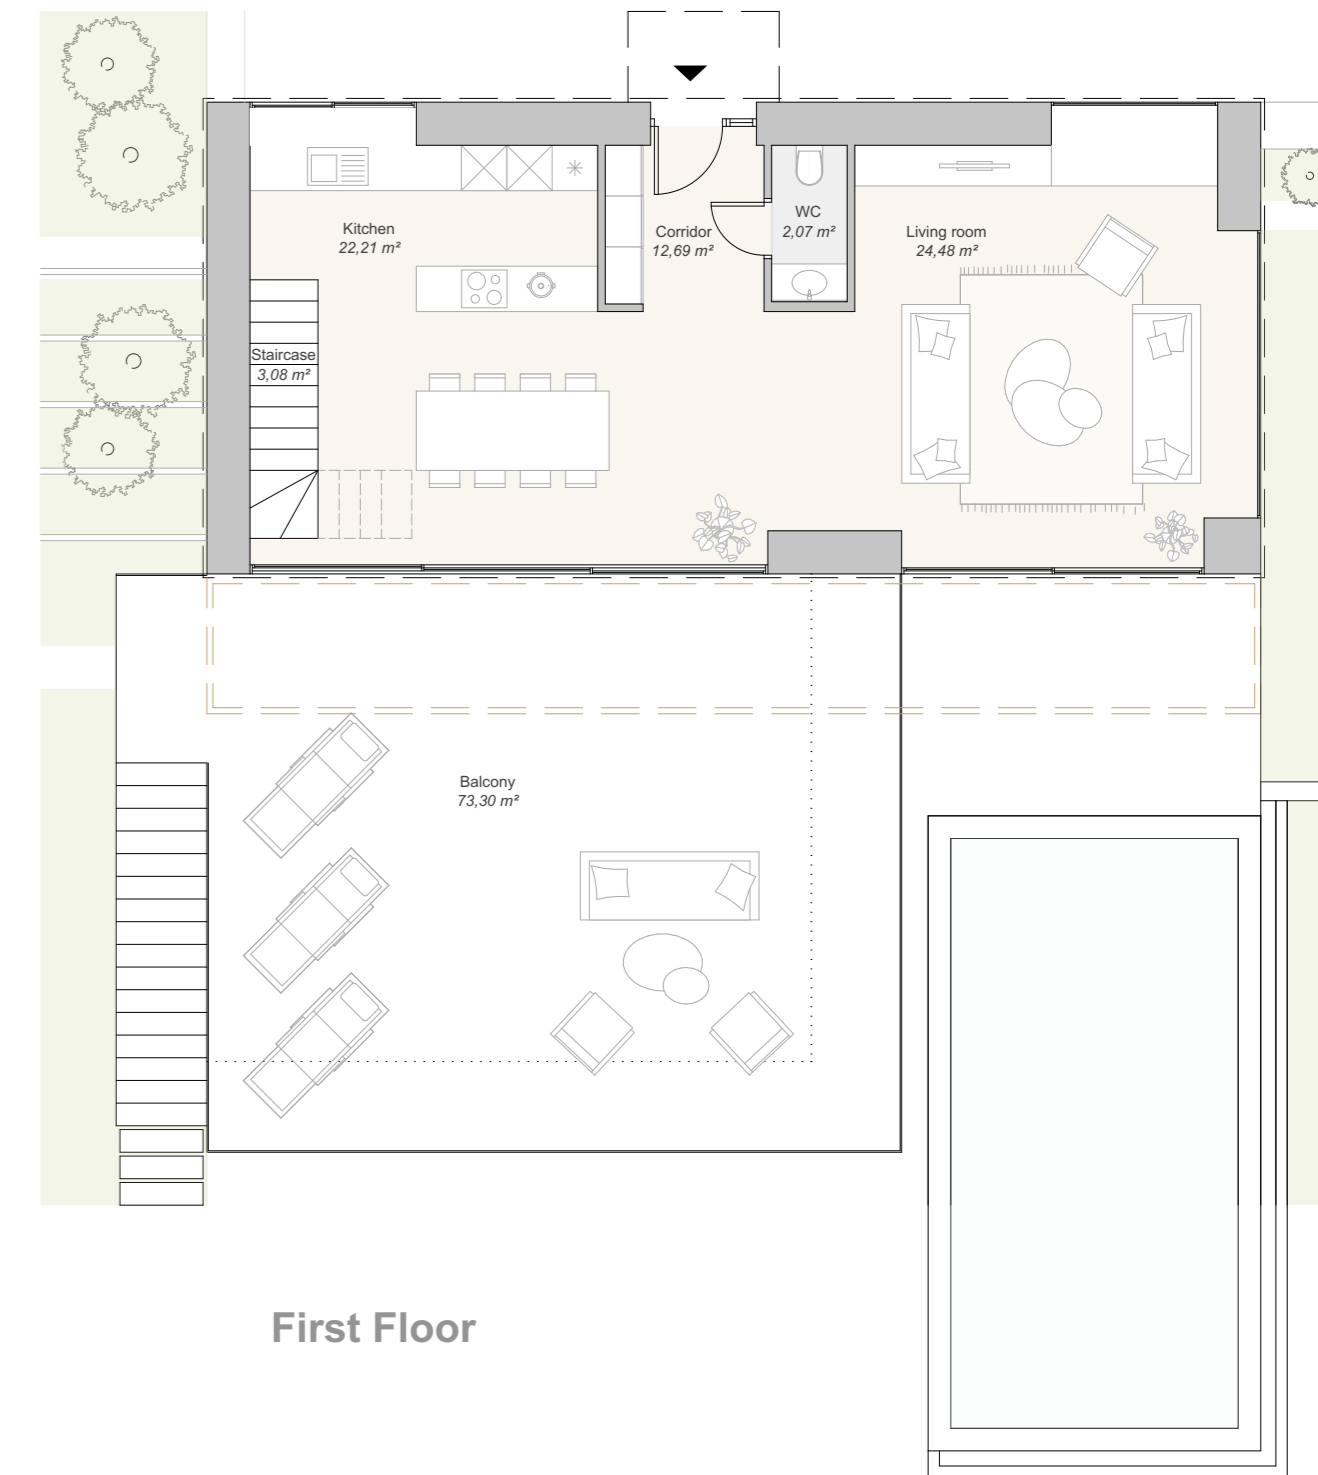 Kitchen
22,21 m²
Corridor
12,69 m²
WC
2,07 m²
Living room
24,48 m²
Staircase
3,08 m²
Balcony
73,30 m²
First Floor